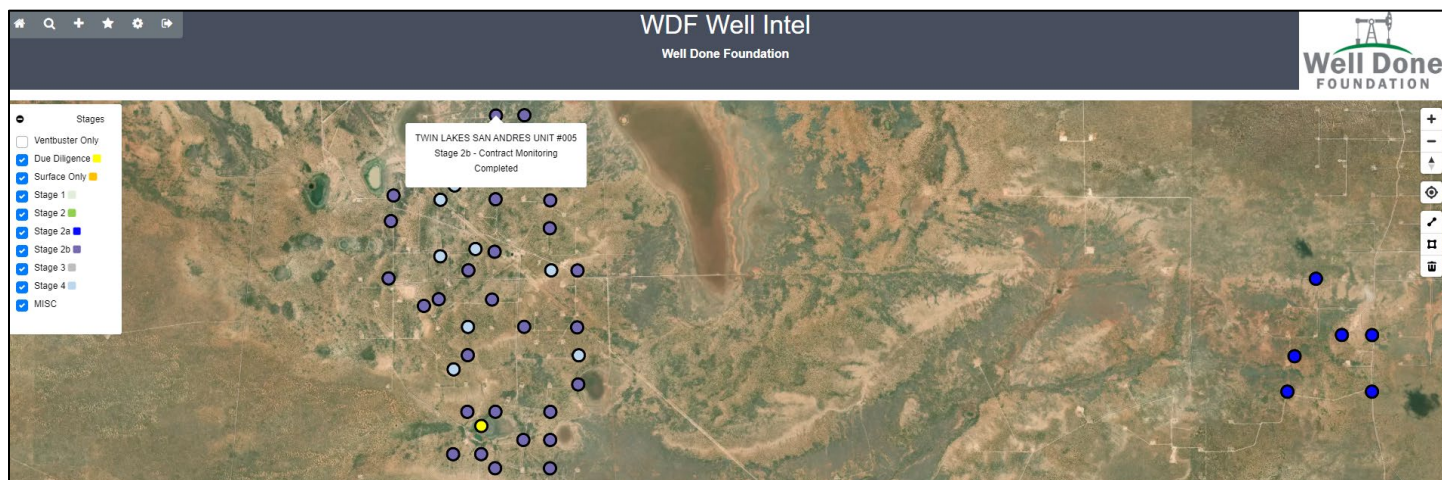 WDF Well Intel
Well Done Foundation
Well Done
FOUNDATION
Stages
Ventbuster Only
Due Diligence
Surface Only
Stage 1
Stage 2
Stage 2a
Stage 2b
Stage 3
Stage 4
MISC
TWIN LAKES SAN ANDRES UNIT #005
Stage 2b - Contract Monitoring
Completed